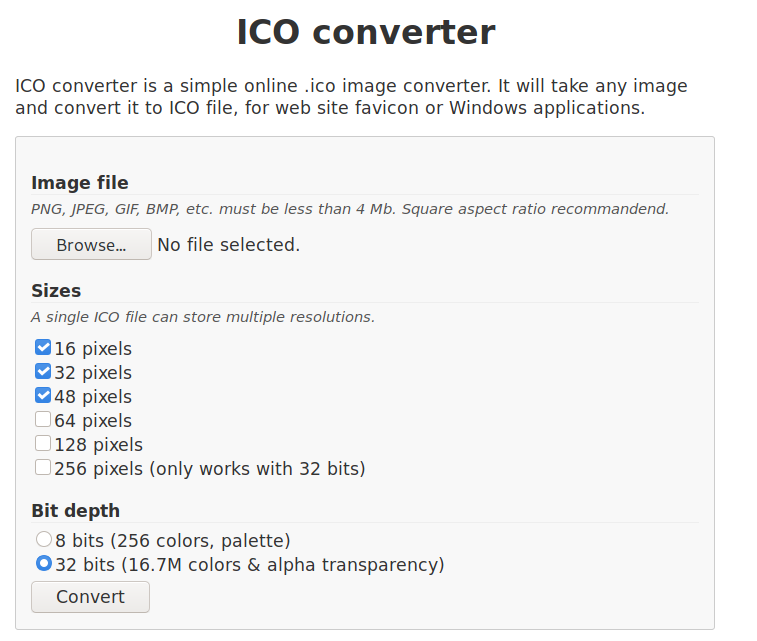 ICO converter
ICO converter is a simple online .ico image converter. It will take any image
and convert it to ICO file, for web site favicon or Windows applications.
Image file
PNG, JPEG, GIF, BMP, etc. must be less than 4 Mb. Square aspect ratio recommandend.
Browse... No file selected.
Sizes
A single ICO file can store multiple resolutions.
16 pixels
32 pixels
48 pixels
64 pixels
128 pixels
256 pixels (only works with 32 bits)
Bit depth
8 bits (256 colors, palette)
32 bits (16.7M colors & alpha transparency)
Convert